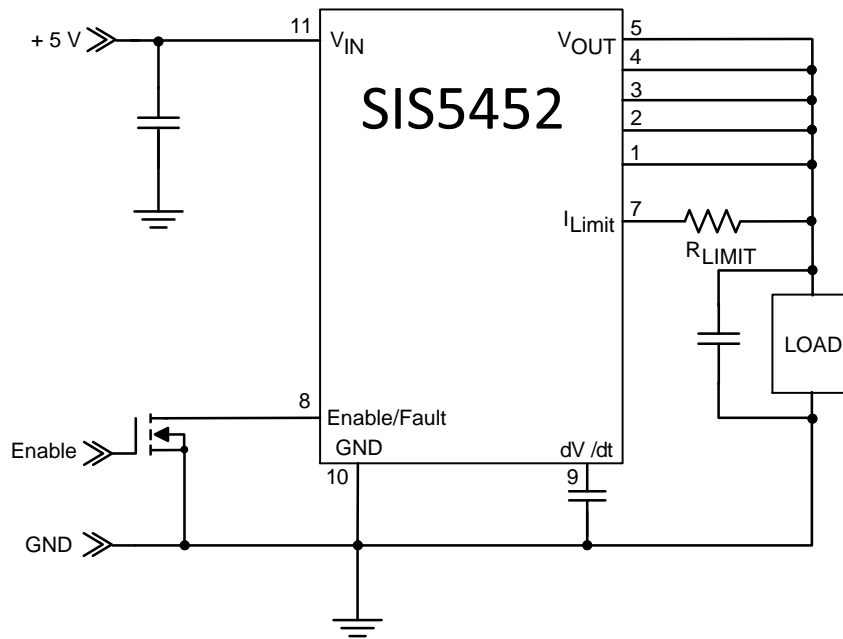 + 5 V
11
V_IN
V_OUT
5
4
3
2
1
SIS5452
I_Limit
7
R_LIMIT
LOAD
8
Enable/Fault
Enable
GND
10
dV /dt
9
GND